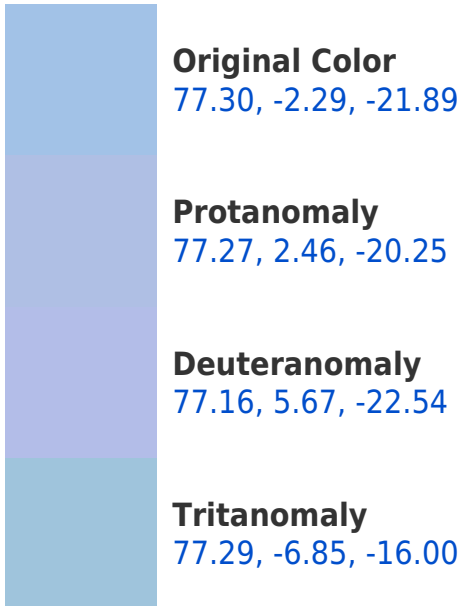 Original Color
77.30, -2.29, -21.89
Protanomaly
77.27, 2.46, -20.25
Deuteranomaly
77.16, 5.67, -22.54
Tritanomaly
77.29, -6.85, -16.00